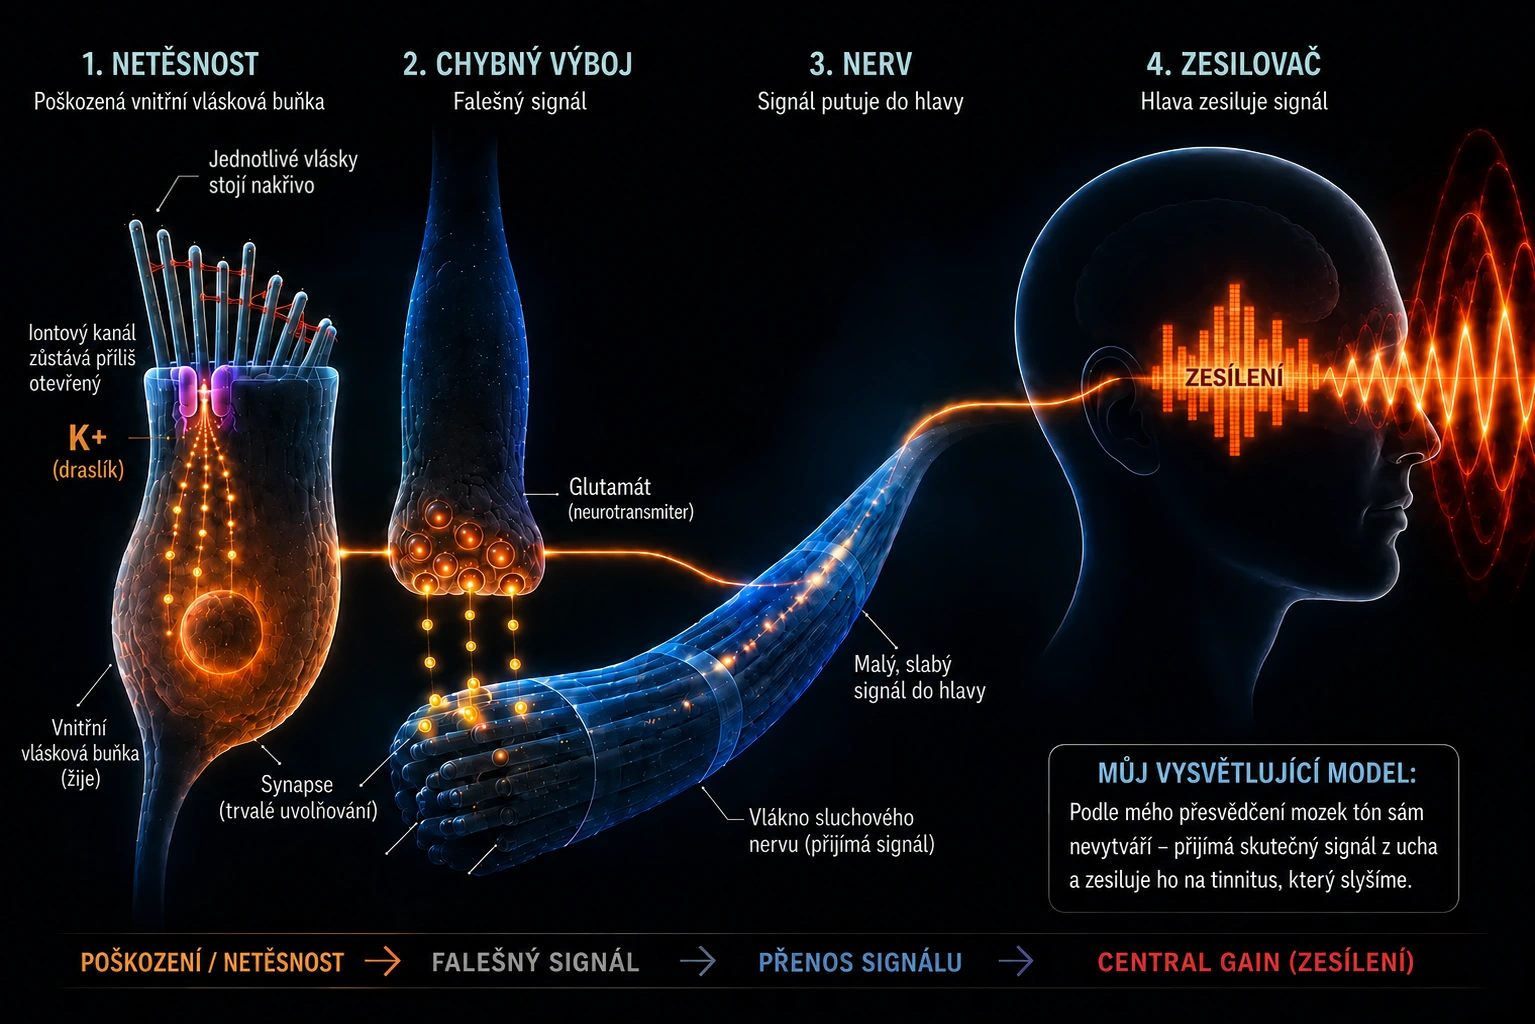 1. NETĚSNOST
Poškozená vnitřní vlásková buňka
2. CHYBNÝ VÝBOJ
Falešný signál
3. NERV
Signál putuje do hlavy
4. ZESILOVAČ
Hlava zesiluje signál
Jednotlivé vlásky
stojí nakřivo
Iontový kanál
zůstává příliš
otevřený
K+
(draslík)
Vnitřní
vlásková buňka
(žije)
Synapse
(trvalé uvolňování)
Glutamát
(neurotransmiter)
Malý, slabý
signál do hlavy
Vlákno sluchového
nervu (přijímá signál)
ZESÍLENÍ
MŮJ VYSVĚTLUJÍCÍ MODEL:
Podle mého přesvědčení mozek tón sám
nevytváří – přijímá skutečný signál z ucha
a zesiluje ho na tinnitus, který slyšíme.
POŠKOZENÍ / NETĚSNOST → FALEŠNÝ SIGNÁL → PŘENOS SIGNÁLU → CENTRAL GAIN (ZESÍLENÍ)